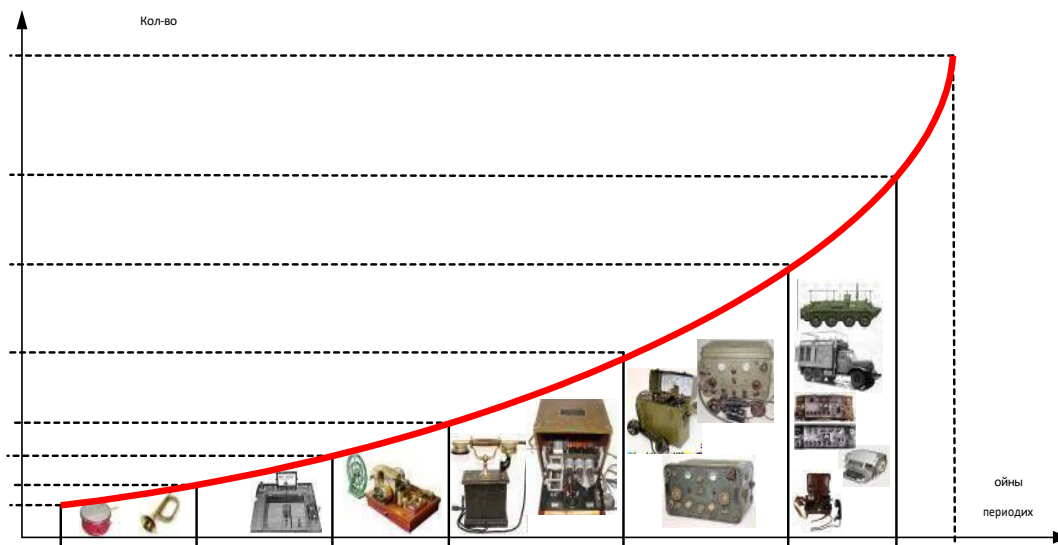 Кол-во
ойны
периодих